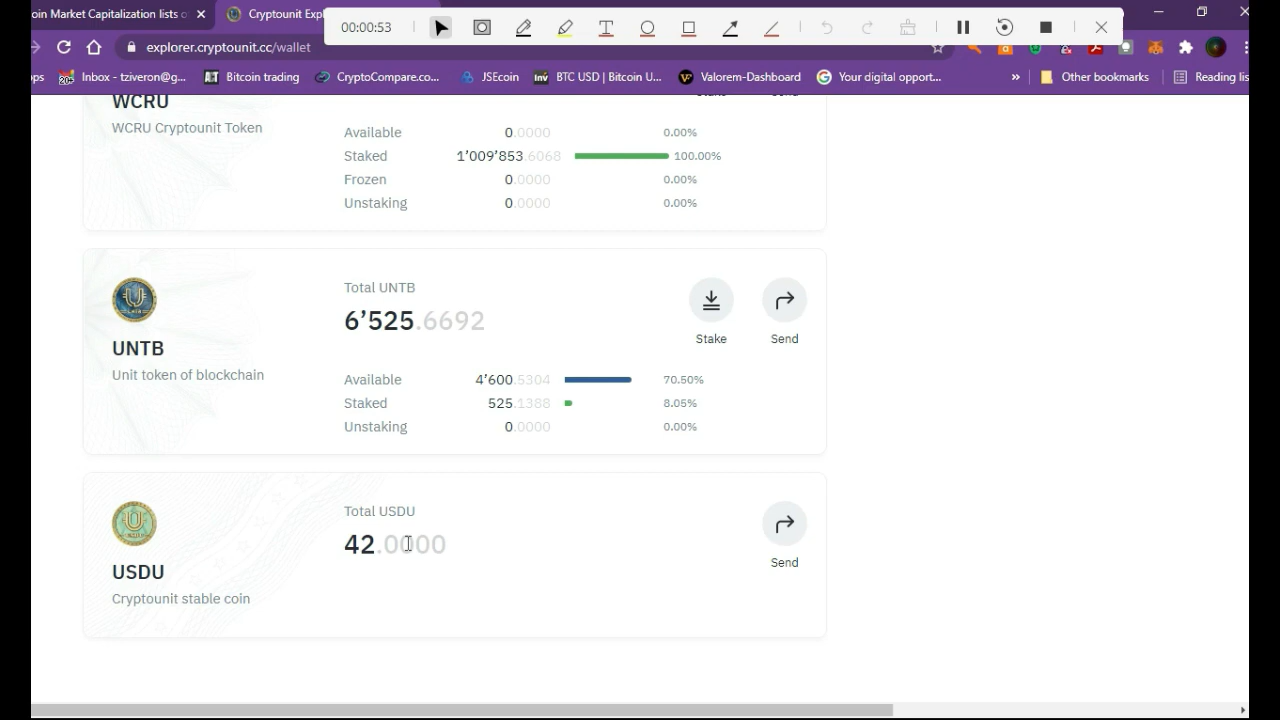 oin Market Capitalization lists o
Cryptounit Exp
00:00:53
explorer.cryptounit.cc/wallet
ops
Inbox - tziveron@g...
Bitcoin trading
CryptoCompare.co...
JSEcoin
BTC USD | Bitcoin U...
Valorem-Dashboard
Your digital opport...
»
Other bookmarks
Reading lis
WCRU
WCRU Cryptounit Token
Available 0.0000 0.00%
Staked 1’009’853.6068 100.00%
Frozen 0.0000 0.00%
Unstaking 0.0000 0.00%
UNTB
Unit token of blockchain
Total UNTB
6’525.6692
Stake
Send
Available 4’600.5304 70.50%
Staked 525.1388 8.05%
Unstaking 0.0000 0.00%
USDU
Cryptounit stable coin
Total USDU
42.0000
Send